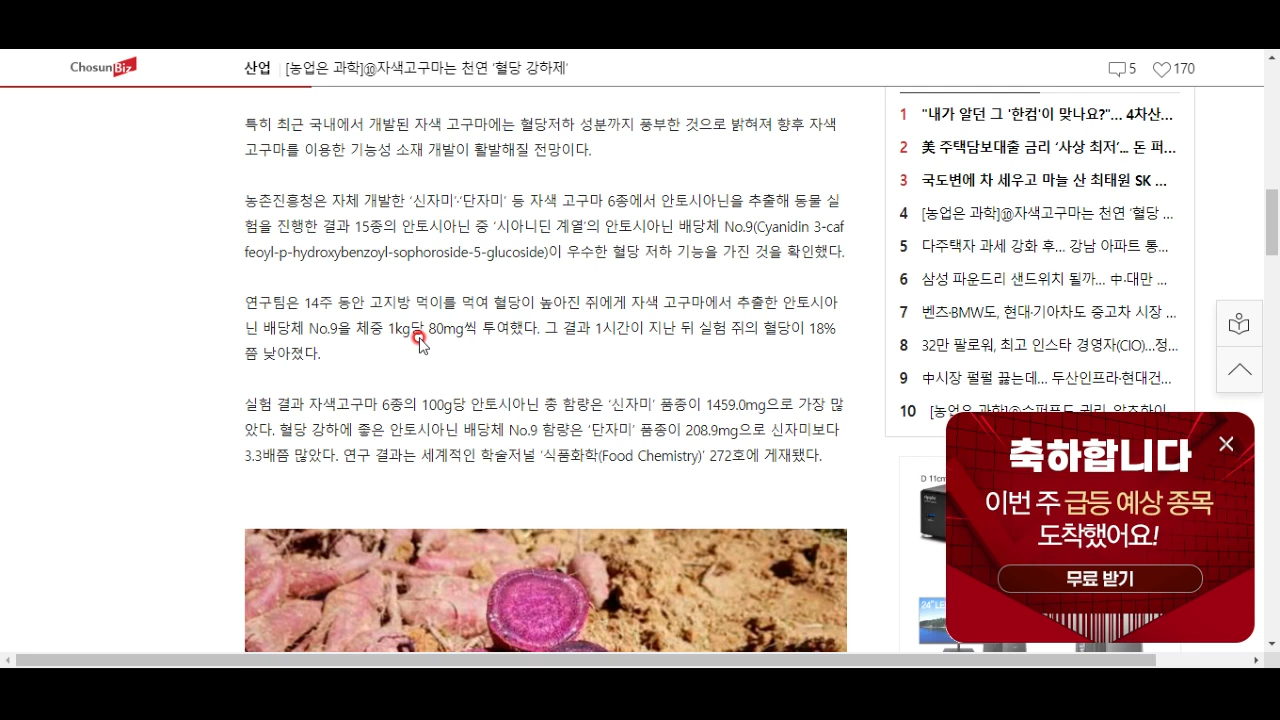 ChosunBiz
산업
[농업은 과학]⑩자색고구마는 천연 '혈당 강하제'
5
170
특히 최근 국내에서 개발된 자색 고구마에는 혈당저하 성분까지 풍부한 것으로 밝혀져 향후 자색
고구마를 이용한 기능성 소재 개발이 활발해질 전망이다.
농촌진흥청은 자체 개발한 '신자미'·'단자미' 등 자색 고구마 6종에서 안토시아닌을 추출해 동물 실
험을 진행한 결과 15종의 안토시아닌 중 '시아니딘 계열'의 안토시아닌 배당체 No.9(Cyanidin 3-caf
feoyl-p-hydroxybenzoyl-sophoroside-5-glucoside)이 우수한 혈당 저하 기능을 가진 것을 확인했다.
연구팀은 14주 동안 고지방 먹이를 먹여 혈당이 높아진 쥐에게 자색 고구마에서 추출한 안토시아
닌 배당체 No.9을 체중 1kg당 80mg씩 투여했다. 그 결과 1시간이 지난 뒤 실험 쥐의 혈당이 18%
쯤 낮아졌다.
실험 결과 자색고구마 6종의 100g당 안토시아닌 총 함량은 '신자미' 품종이 1459.0mg으로 가장 많
았다. 혈당 강하에 좋은 안토시아닌 배당체 No.9 함량은 '단자미' 품종이 208.9mg으로 신자미보다
3.3배쯤 많았다. 연구 결과는 세계적인 학술저널 '식품화학(Food Chemistry)' 272호에 게재됐다.
1 "내가 알던 그 '한컴'이 맞나요?"... 4차산...
2 美 주택담보대출 금리 '사상 최저'... 돈 퍼...
3 국도변에 차 세우고 마늘 산 최태원 SK ...
4 [농업은 과학]⑩자색고구마는 천연 '혈당 ...
5 다주택자 과세 강화 후... 강남 아파트 통...
6 삼성 파운드리 샌드위치 될까... 中·대만 ...
7 벤츠·BMW도, 현대·기아차도 중고차 시장 ...
8 32만 팔로워, 최고 인스타 경영자(CIO)...정...
9 中시장 펄펄 끓는데... 두산인프라·현대건...
10
D 11cm
24" LE
축하합니다
이번 주 급등 예상 종목
도착했어요!
무료 받기